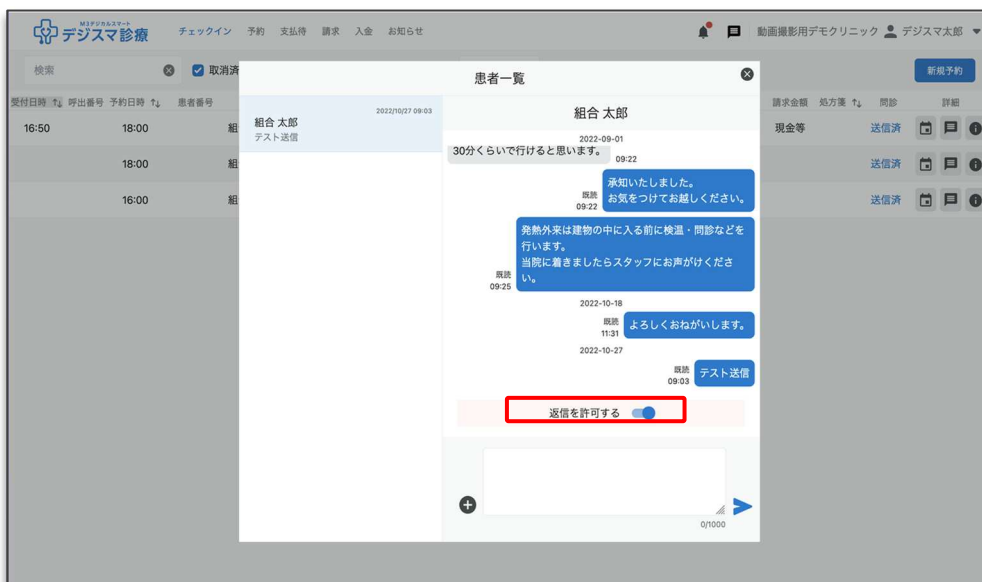 M3デジカルスマート
デジスマ診療
チェックイン 予約 支払待 請求 入金 お知らせ
動画撮影用デモクリニック デジスマ太郎
検索
取消済
新規予約
患者一覧
受付日時 呼出番号 予約日時 患者番号
請求金額 処方箋 問診 詳細
16:50 18:00 組
現金等 送信済
18:00 組
送信済
16:00 組
送信済
2022/10/27 09:03
組合 太郎
テスト送信
組合 太郎
2022-09-01
30分くらいで行けると思います。
09:22
承知いたしました。
お気をつけてお越しください。
既読
09:22
発熱外来は建物の中に入る前に検温・問診などを
行います。
当院に着きましたらスタッフにお声がけくださ
い。
既読
09:25
2022-10-18
よろしくおねがいします。
既読
11:31
2022-10-27
テスト送信
既読
09:03
返信を許可する
0/1000